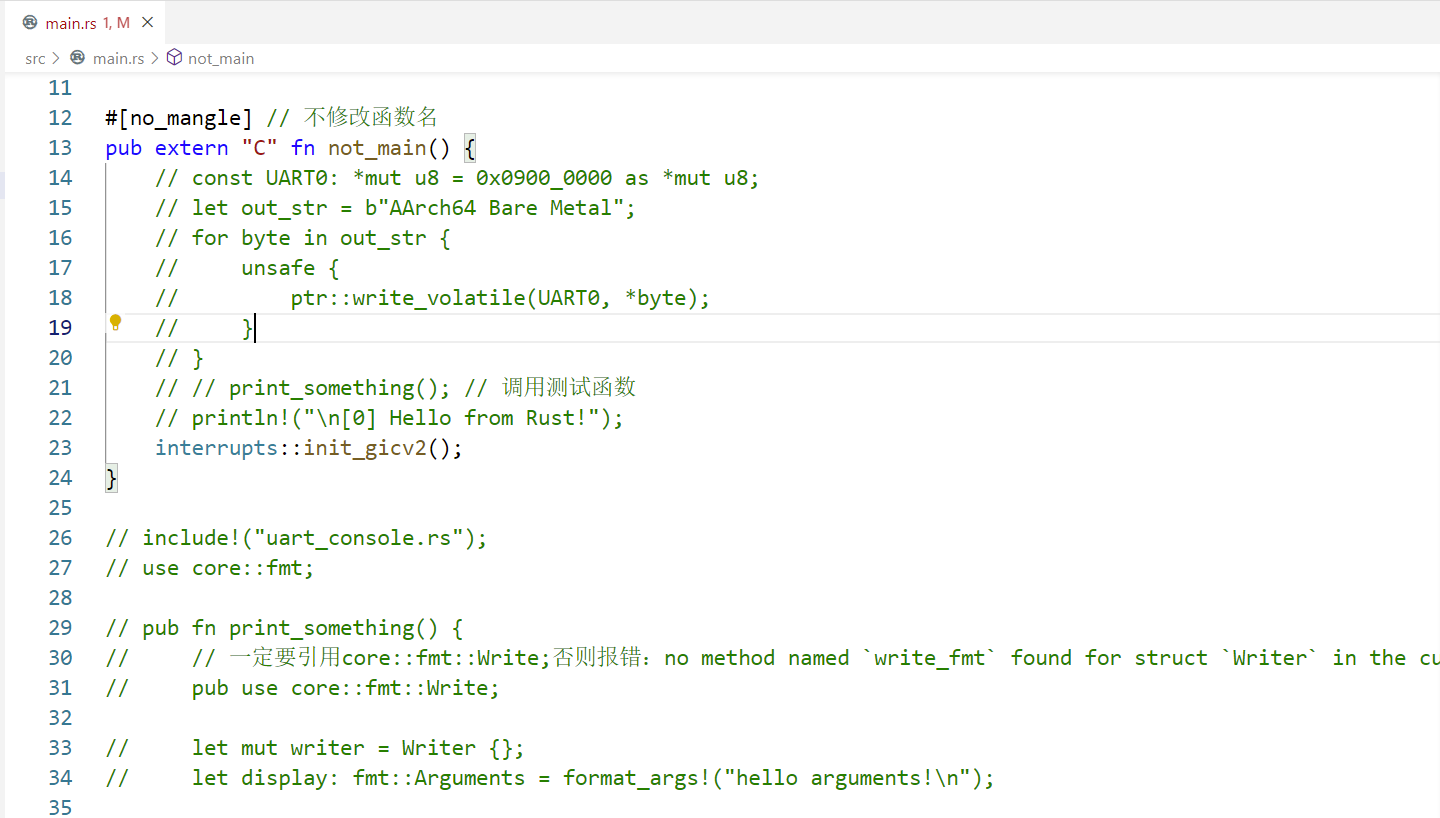 main.rs 1, M
src > main.rs > not_main
11
12 #[no_mangle] // 不修改函数名
13 pub extern "C" fn not_main() {
14     // const UART0: *mut u8 = 0x0900_0000 as *mut u8;
15     // let out_str = b"AArch64 Bare Metal";
16     // for byte in out_str {
17     //     unsafe {
18     //         ptr::write_volatile(UART0, *byte);
19     //     }
20     // }
21     // // print_something(); // 调用测试函数
22     // println!("\n[0] Hello from Rust!");
23     interrupts::init_gicv2();
24 }
25
26 // include!("uart_console.rs");
27 // use core::fmt;
28
29 // pub fn print_something() {
30 //     // 一定要引用core::fmt::Write;否则报错：no method named `write_fmt` found for struct `Writer` in the cu
31 //     pub use core::fmt::Write;
32
33 //     let mut writer = Writer {};
34 //     let display: fmt::Arguments = format_args!("hello arguments!\n");
35